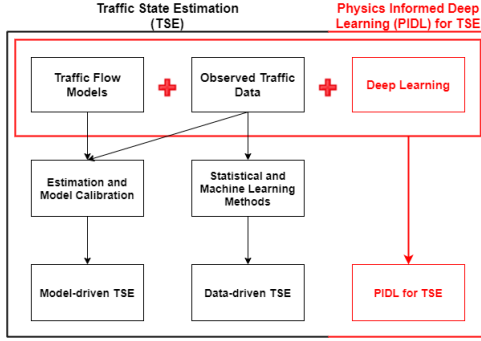 Traffic State Estimation
(TSE)
Physics Informed Deep
Learning (PIDL) for TSE
Traffic Flow
Models
Observed Traffic
Data
Deep Learning
Estimation and
Model Calibration
Statistical and
Machine Learning
Methods
Model-driven TSE
Data-driven TSE
PIDL for TSE